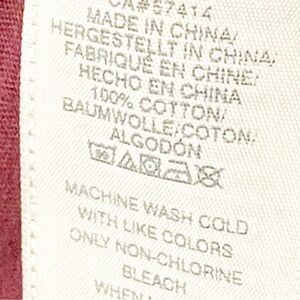 CA#57414
MADE IN CHINA/
HERGESTELLT IN CHINA/
FABRIQUÉ EN CHINE/
HECHO EN CHINA
100% COTTON/
BAUMWOLLE/COTON/
ALGODÓN
MACHINE WASH COLD
WITH LIKE COLORS
ONLY NON-CHLORINE
BLEACH
WHEN